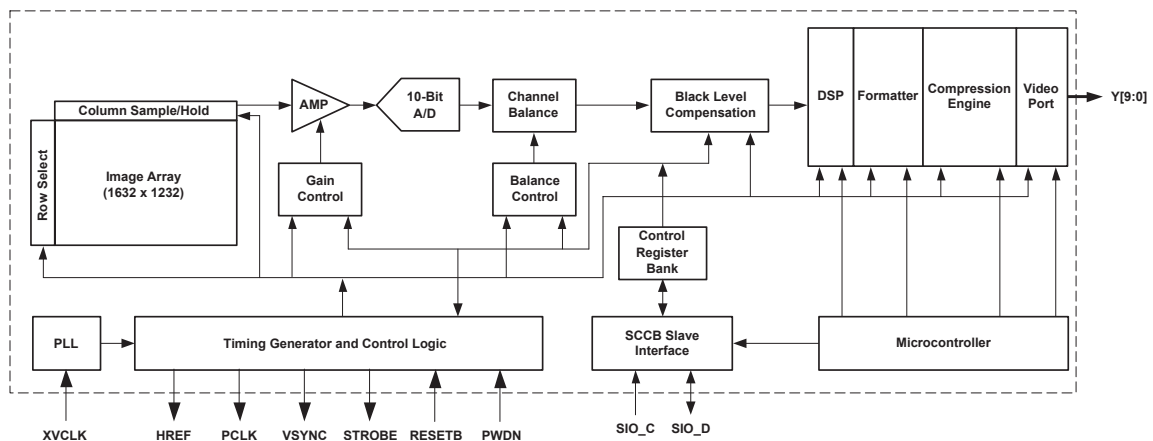 Column Sample/Hold
Row Select
Image Array
(1632 x 1232)
AMP
10-Bit
A/D
Channel
Balance
Black Level
Compensation
DSP
Formatter
Compression
Engine
Video
Port
Y[9:0]
Gain
Control
Balance
Control
Control
Register
Bank
PLL
Timing Generator and Control Logic
SCCB Slave
Interface
Microcontroller
XVCLK
HREF
PCLK
VSYNC
STROBE
RESETB
PWDN
SIO_C
SIO_D